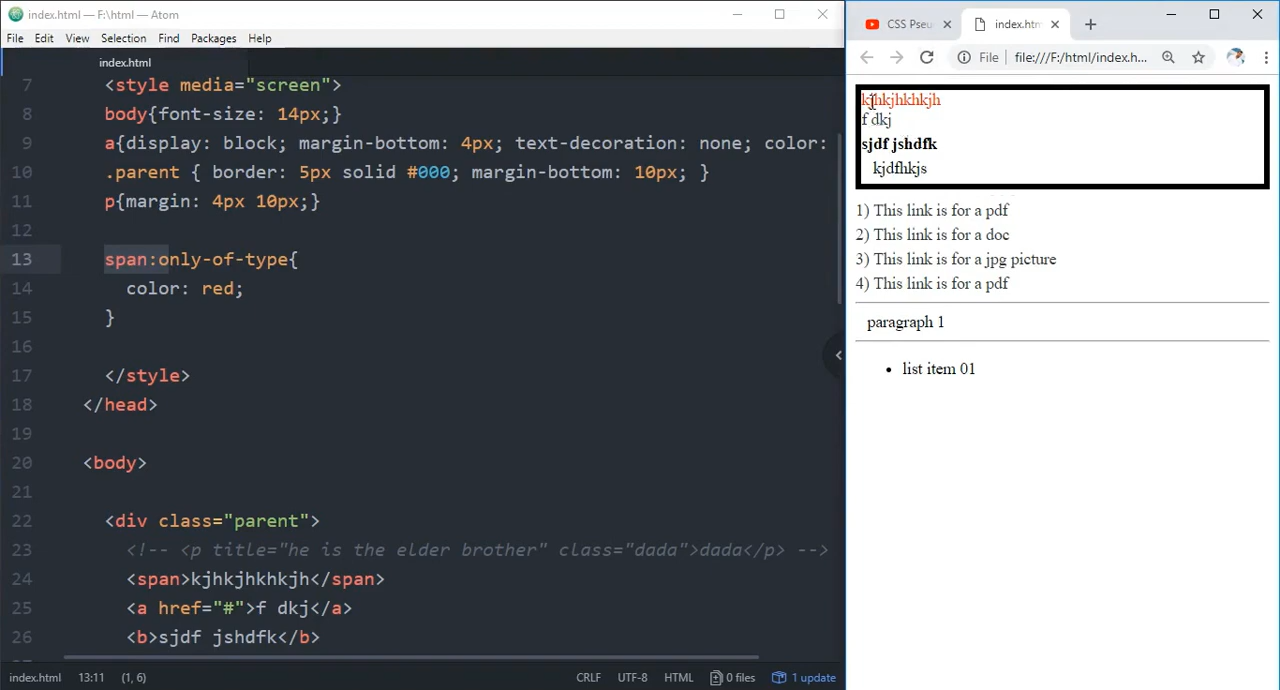 index.html — F:\html — Atom
File Edit View Selection Find Packages Help
index.html
7 <style media="screen">
8 body{font-size: 14px;}
9 a{display: block; margin-bottom: 4px; text-decoration: none; color:
10 .parent { border: 5px solid #000; margin-bottom: 10px; }
11 p{margin: 4px 10px;}
12
13 span:only-of-type{
14 color: red;
15 }
16
17 </style>
18 </head>
19
20 <body>
21
22 <div class="parent">
23 <!-- <p title="he is the elder brother" class="dada">dada</p> -->
24 <span>kjhkjhkhkjh</span>
25 <a href="#">f dkj</a>
26 <b>sjdf jshdfk</b>
index.html 13:11 (1, 6) CRLF UTF-8 HTML 0 files 1 update
CSS Pseu index.htm
File file:///F:/html/index.h...
kjhkjhkhkjh
f dkj
sjdf jshdfk
kjdfhkjs
1) This link is for a pdf
2) This link is for a doc
3) This link is for a jpg picture
4) This link is for a pdf
paragraph 1
• list item 01